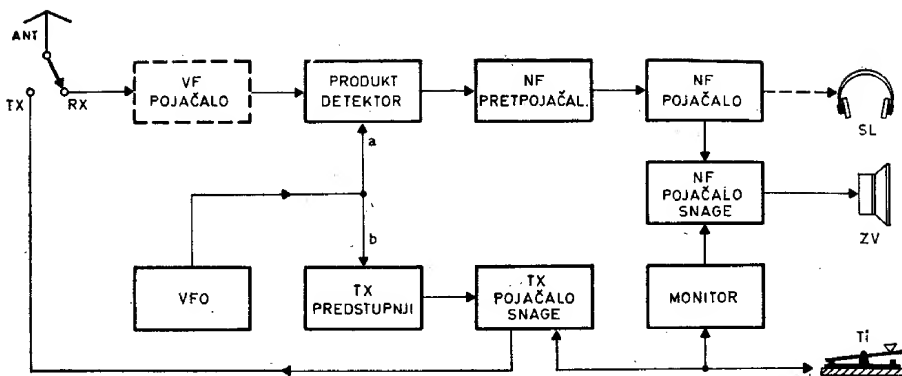 ANT
TX
RX
VF
POJAČALO
PRODUKT
DETEKTOR
NF
PRETPOJAČAL.
NF
POJAČALO
SL
a
NF
POJAČALO
SNAGE
ZV
b
VFO
TX
PREDSTUPNJI
TX
POJAČALO
SNAGE
MONITOR
Ti